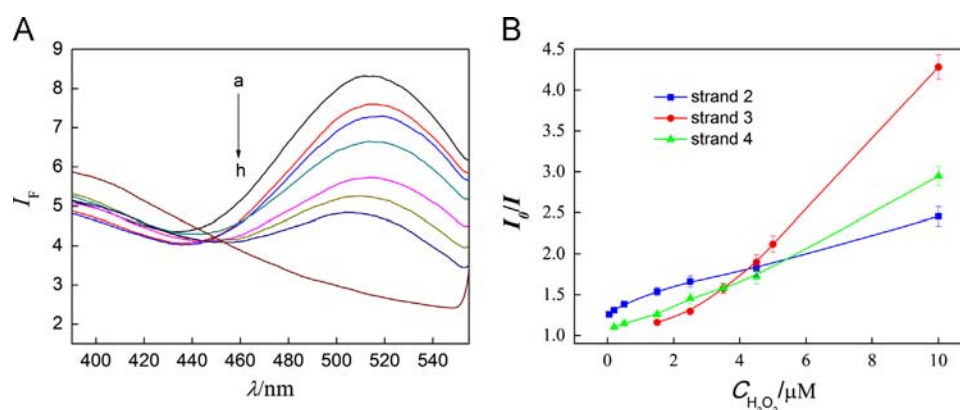 A
9
8
7
6
5
4
3
2
I_F
a
h
400 420 440 460 480 500 520 540
λ/nm
B
4.5
4.0
3.5
3.0
2.5
2.0
1.5
1.0
I₀/I
strand 2
strand 3
strand 4
0 2 4 6 8 10
C_H₂O₂/μM